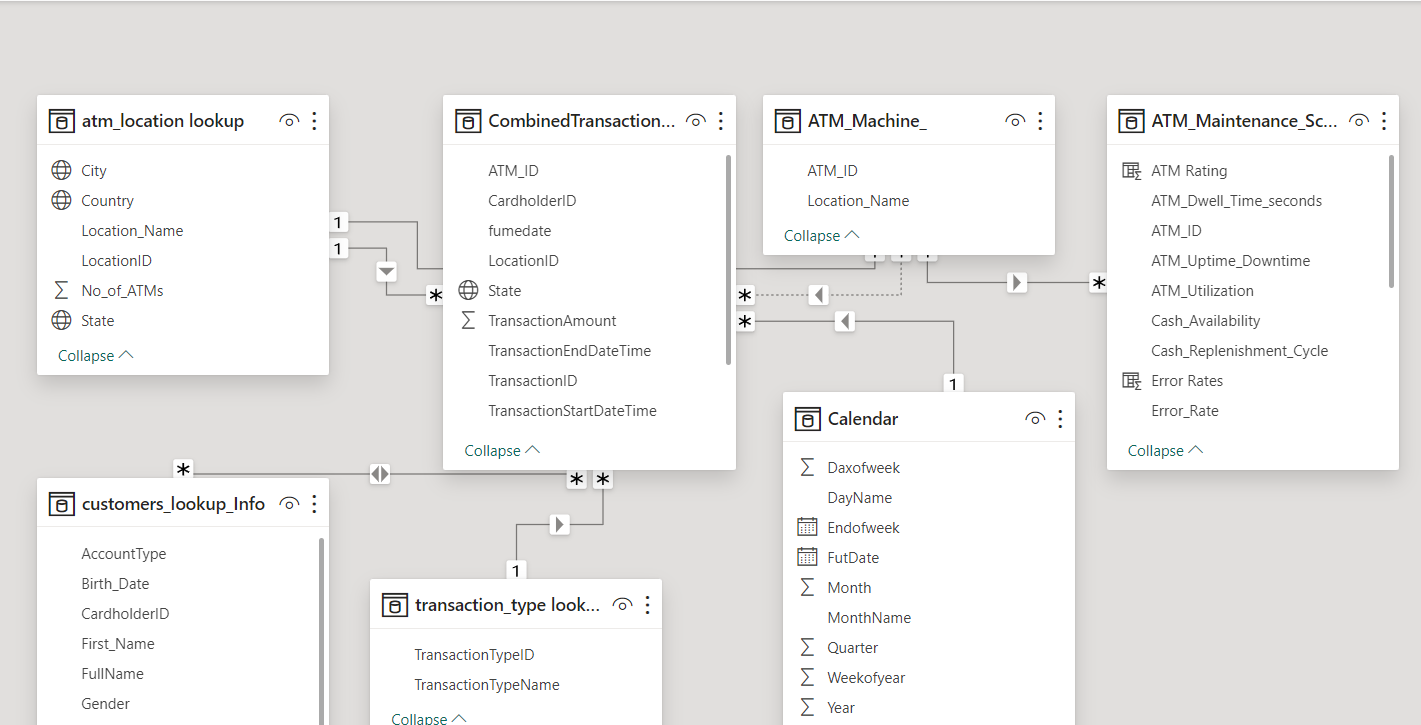 atm_location lookup
City
Country
Location_Name
LocationID
No_of_ATMs
State
Collapse
CombinedTransaction...
ATM_ID
CardholderID
fumedate
LocationID
State
TransactionAmount
TransactionEndDateTime
TransactionID
TransactionStartDateTime
Collapse
ATM_Machine_
ATM_ID
Location_Name
Collapse
ATM_Maintenance_Sc...
ATM Rating
ATM_Dwell_Time_seconds
ATM_ID
ATM_Uptime_Downtime
ATM_Utilization
Cash_Availability
Cash_Replenishment_Cycle
Error Rates
Error_Rate
Collapse
1
1
*
*
*
*
1
*
*
*
1
customers_lookup_Info
AccountType
Birth_Date
CardholderID
First_Name
FullName
Gender
transaction_type look...
TransactionTypeID
TransactionTypeName
Collapse
Calendar
Daxofweek
DayName
Endofweek
FutDate
Month
MonthName
Quarter
Weekofyear
Year